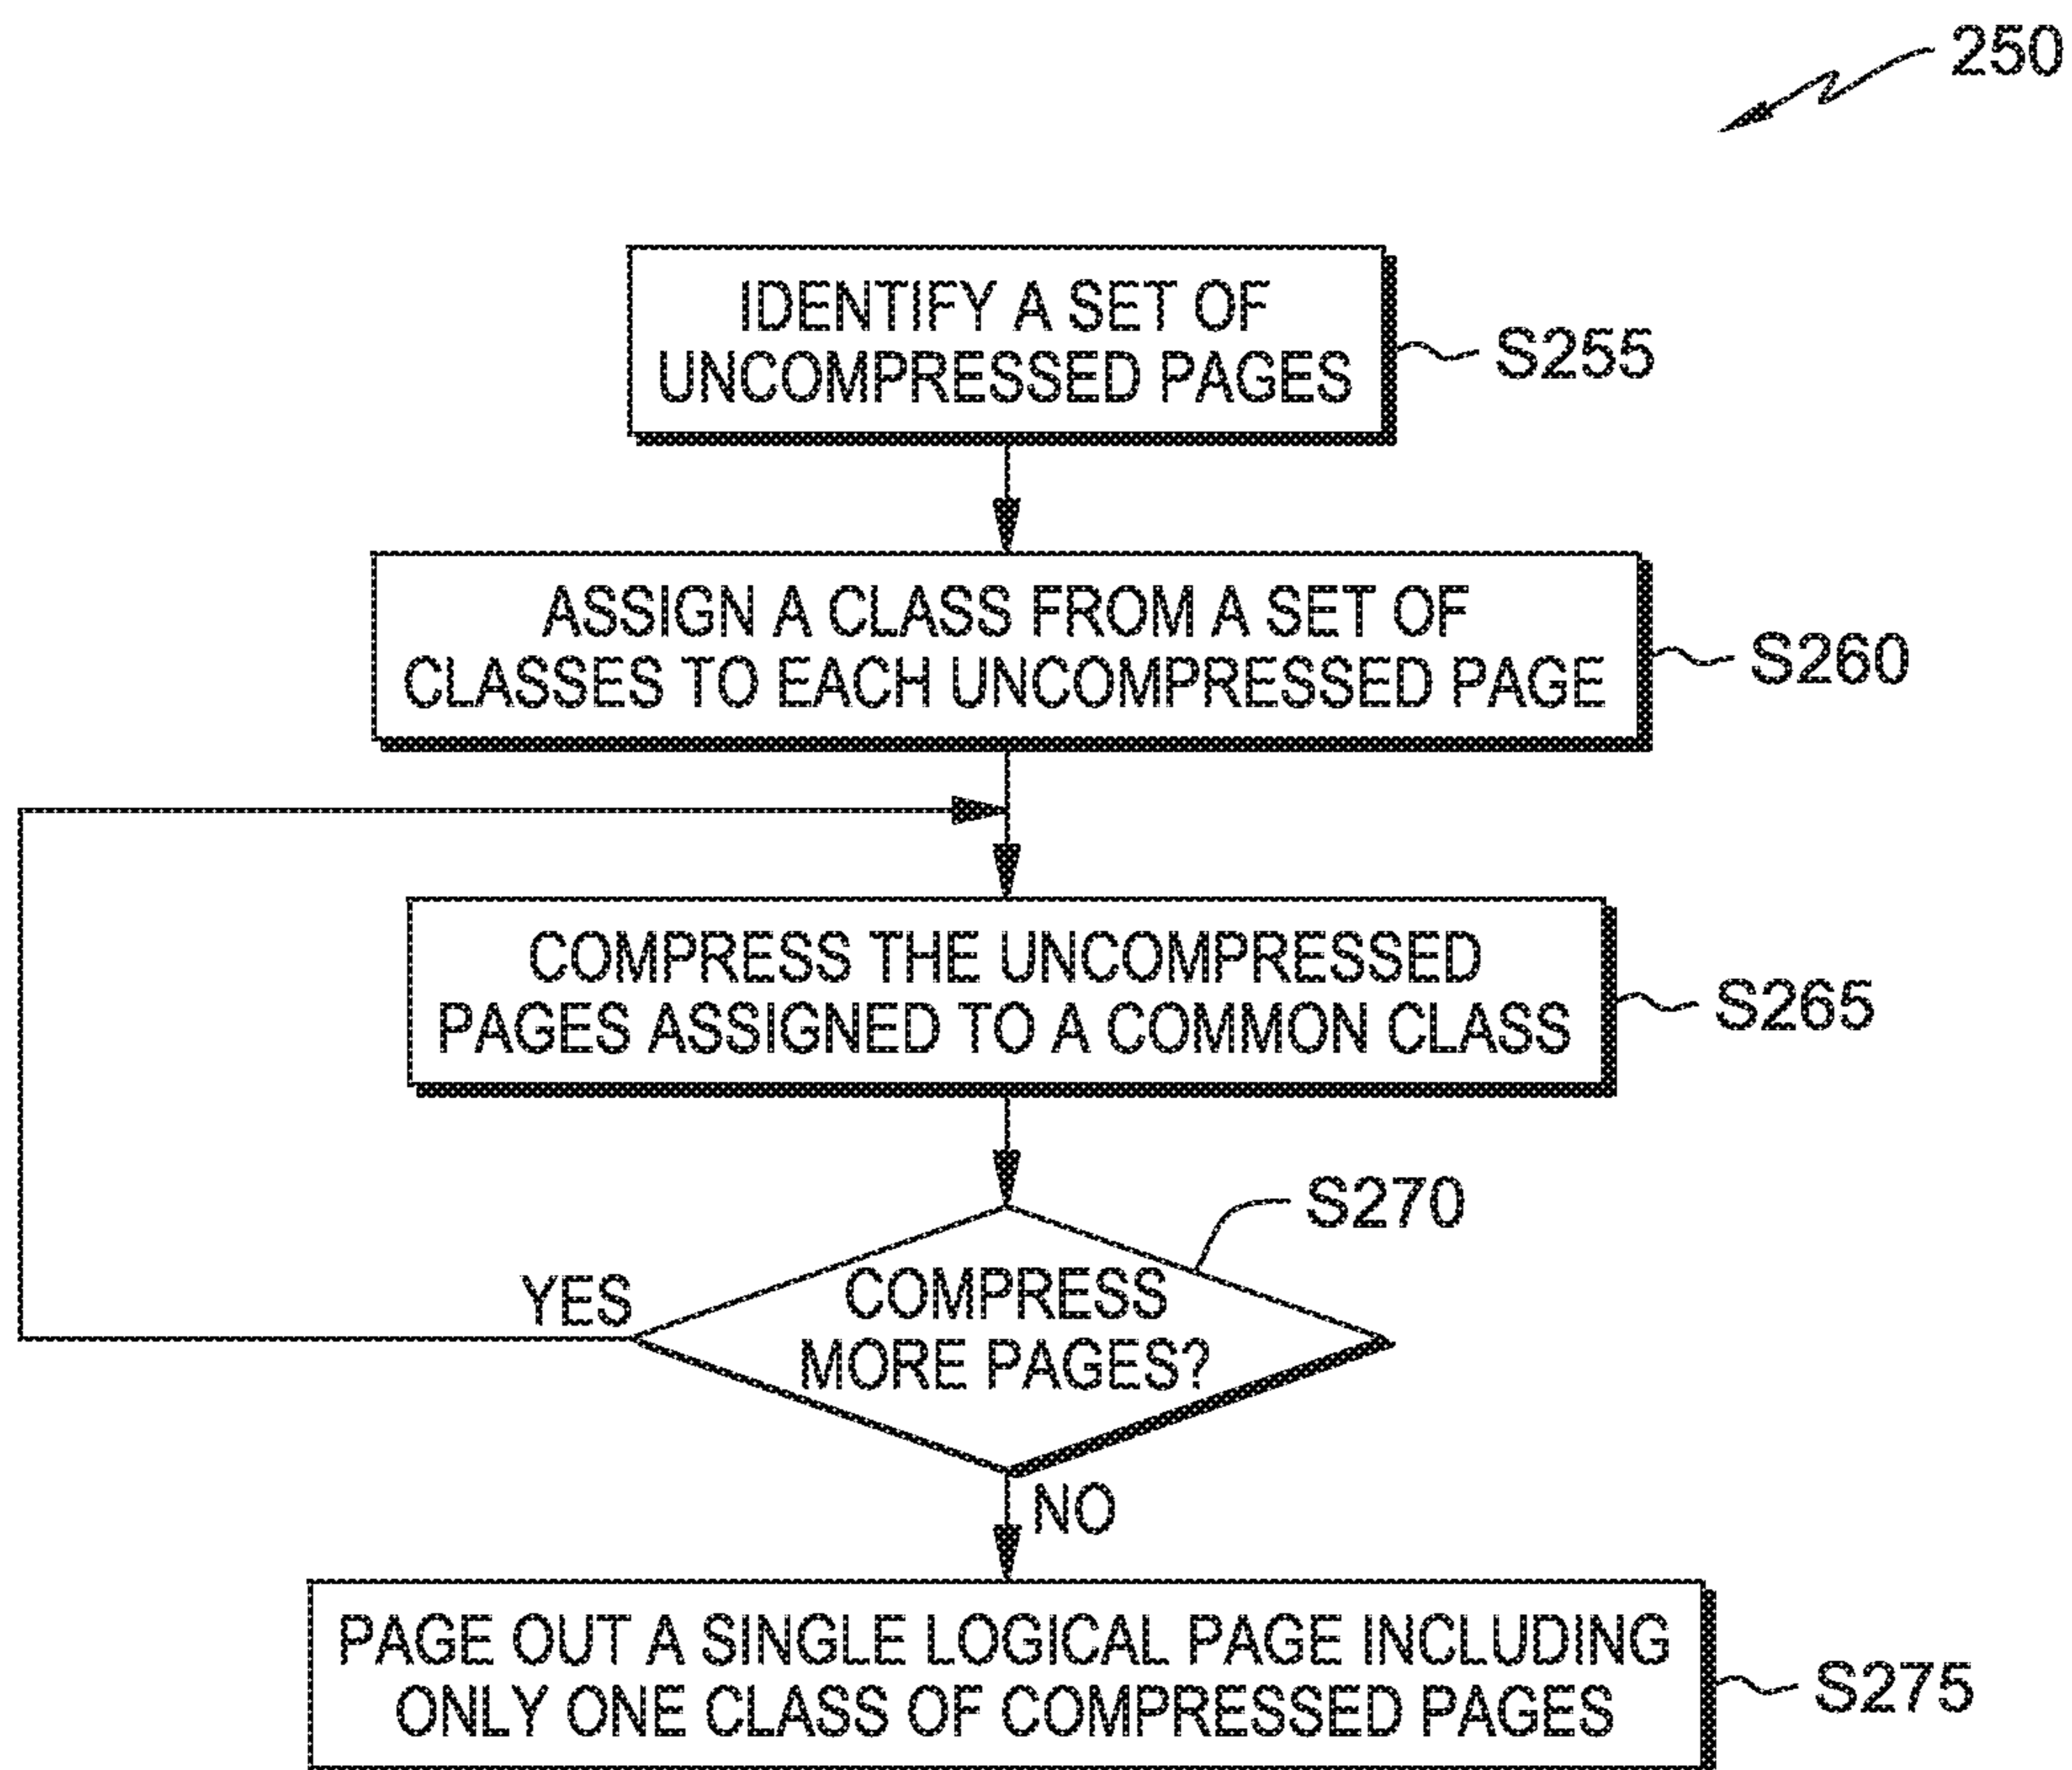 250
IDENTIFY A SET OF
UNCOMPRESSED PAGES
S255
ASSIGN A CLASS FROM A SET OF
CLASSES TO EACH UNCOMPRESSED PAGE
S260
COMPRESS THE UNCOMPRESSED
PAGES ASSIGNED TO A COMMON CLASS
S265
S270
YES
COMPRESS
MORE PAGES?
NO
PAGE OUT A SINGLE LOGICAL PAGE INCLUDING
ONLY ONE CLASS OF COMPRESSED PAGES
S275